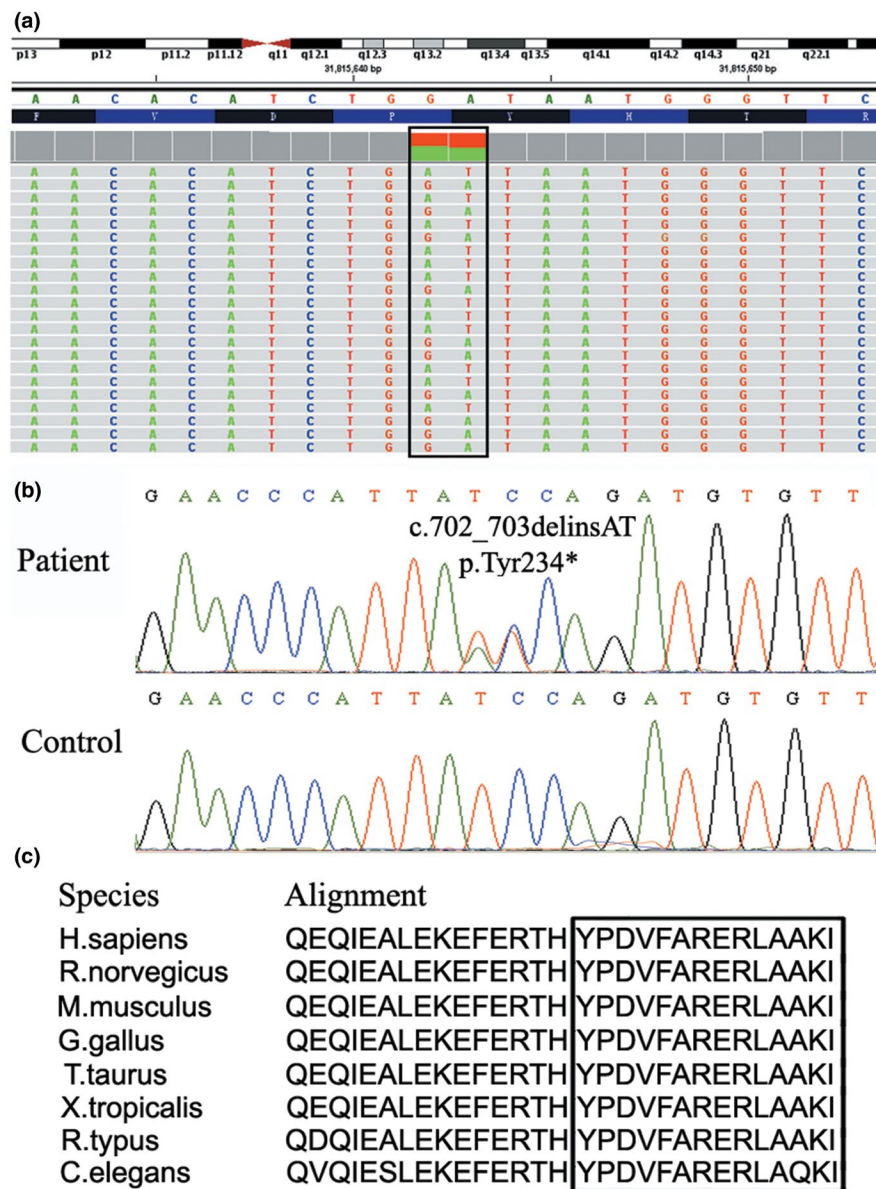 (a)
p13 p12 p11.2 p11.12 q11 q12.1 q12.3 q13.2 q13.4 q13.5 q14.1 q14.2 q14.3 q21 q22.1
31,815,640 bp 31,815,650 bp
A A C A C A T C T G G A T A A T G G G T T C
F V D P Y H T R
A A C A C A T C T G A T T A A T G G G T T C
A A C A C A T C T G G A T A A T G G G T T C
A A C A C A T C T G A T T A A T G G G T T C
A A C A C A T C T G G A T A A T G G G T T C
A A C A C A T C T G A T T A A T G G G T T C
A A C A C A T C T G G A T A A T G G G T T C
A A C A C A T C T G A T T A A T G G G T T C
A A C A C A T C T G A T T A A T G G G T T C
A A C A C A T C T G A T T A A T G G G T T C
A A C A C A T C T G G A T A A T G G G T T C
A A C A C A T C T G A T T A A T G G G T T C
A A C A C A T C T G A T T A A T G G G T T C
A A C A C A T C T G A T T A A T G G G T T C
A A C A C A T C T G G A T A A T G G G T T C
A A C A C A T C T G G A T A A T G G G T T C
A A C A C A T C T G A T T A A T G G G T T C
A A C A C A T C T G A T T A A T G G G T T C
A A C A C A T C T G G A T A A T G G G T T C
A A C A C A T C T G A T T A A T G G G T T C
A A C A C A T C T G G A T A A T G G G T T C
A A C A C A T C T G G A T A A T G G G T T C
A A C A C A T C T G G A T A A T G G G T T C
(b)
G A A C C C A T T A T C C A G A T G T G T T
c.702_703delinsAT
Patient p.Tyr234*
G A A C C C A T T A T C C A G A T G T G T T
Control
(c)
Species Alignment
H.sapiens QEQIEALEKEFERTHYPDVFARERLAAKI
R.norvegicus QEQIEALEKEFERTHYPDVFARERLAAKI
M.musculus QEQIEALEKEFERTHYPDVFARERLAAKI
G.gallus QEQIEALEKEFERTHYPDVFARERLAAKI
T.taurus QEQIEALEKEFERTHYPDVFARERLAAKI
X.tropicalis QEQIEALEKEFERTHYPDVFARERLAAKI
R.typus QDQIEALEKEFERTHYPDVFARERLAAKI
C.elegans QVQIESLEKEFERTHYPDVFARERLAQKI